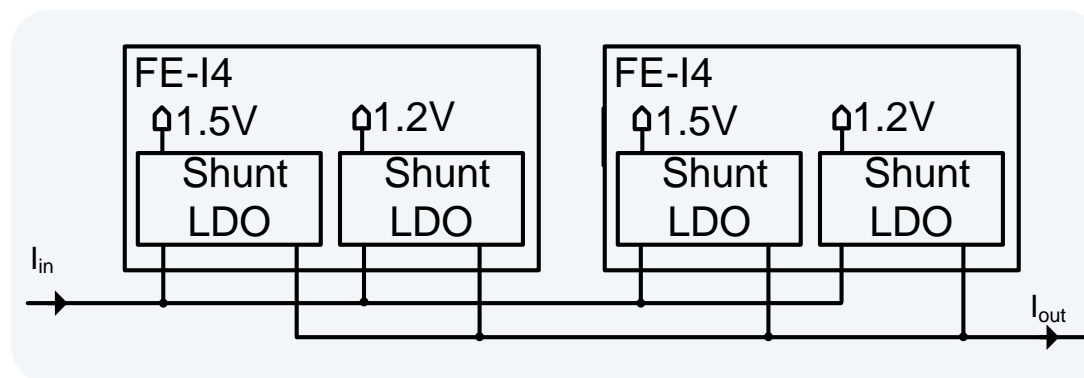 FE-I4
FE-I4
1.5V
1.2V
1.5V
1.2V
Shunt
LDO
Shunt
LDO
Shunt
LDO
Shunt
LDO
Iin
Iout